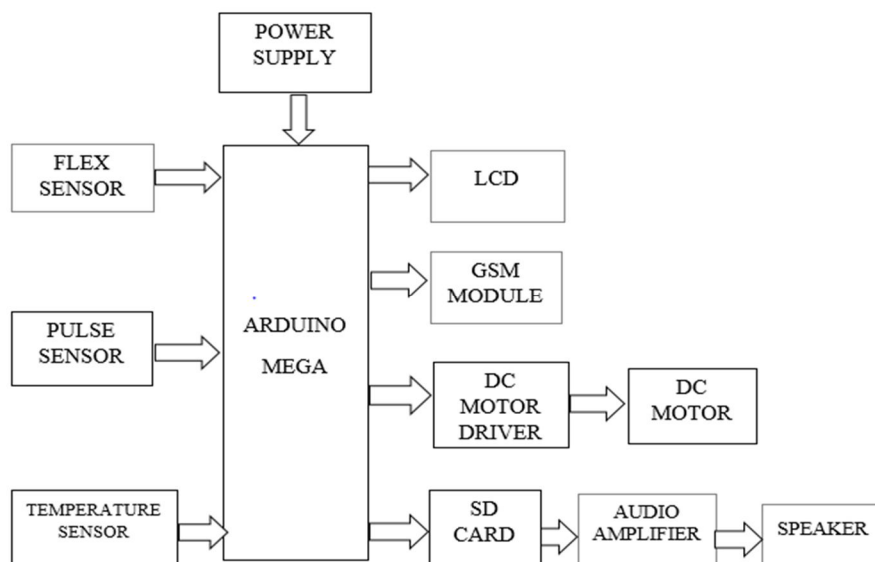 POWER
SUPPLY
FLEX
SENSOR
LCD
GSM
MODULE
PULSE
SENSOR
ARDUINO
MEGA
DC
MOTOR
DRIVER
DC
MOTOR
TEMPERATURE
SENSOR
SD
CARD
AUDIO
AMPLIFIER
SPEAKER